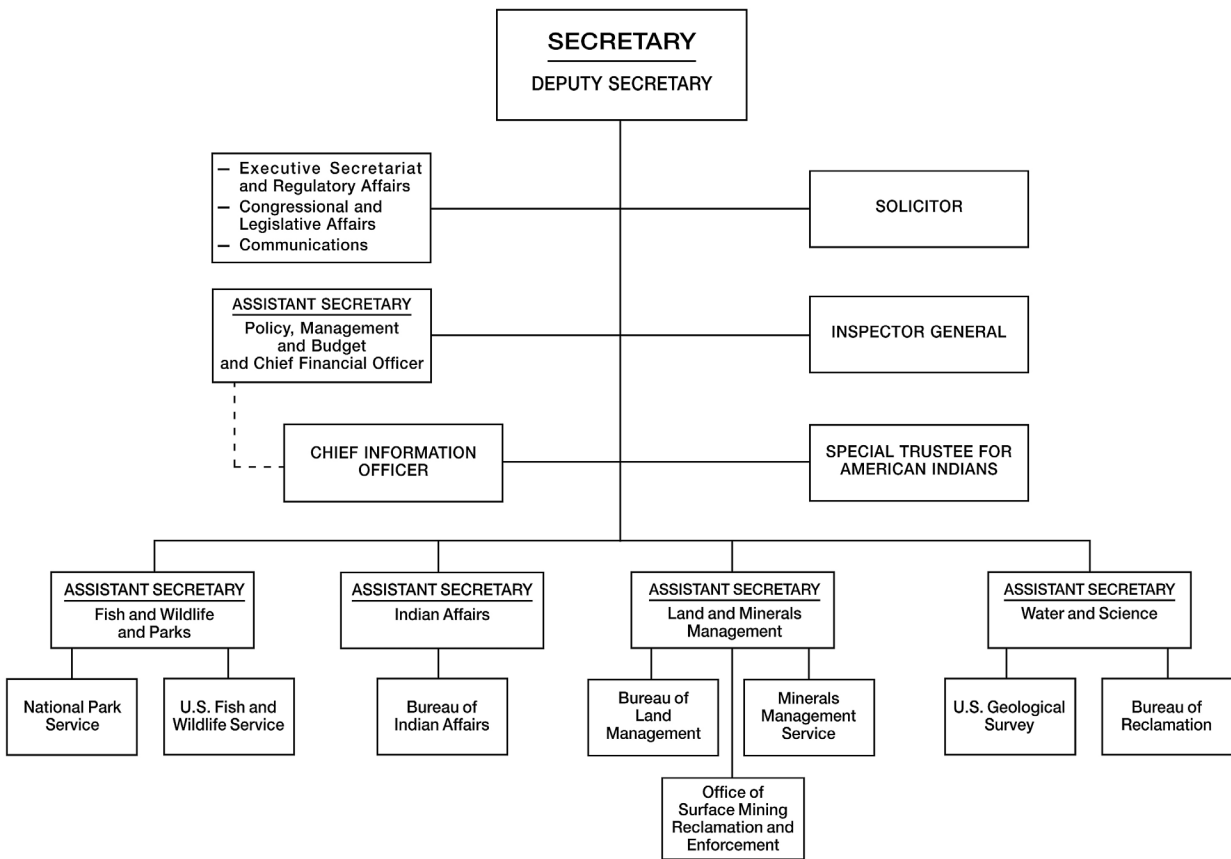 SECRETARY
DEPUTY SECRETARY
– Executive Secretariat
and Regulatory Affairs
– Congressional and
Legislative Affairs
– Communications
SOLICITOR
ASSISTANT SECRETARY
Policy, Management
and Budget
and Chief Financial Officer
INSPECTOR GENERAL
CHIEF INFORMATION
OFFICER
SPECIAL TRUSTEE FOR
AMERICAN INDIANS
ASSISTANT SECRETARY
Fish and Wildlife
and Parks
ASSISTANT SECRETARY
Indian Affairs
ASSISTANT SECRETARY
Land and Minerals
Management
ASSISTANT SECRETARY
Water and Science
National Park
Service
U.S. Fish and
Wildlife Service
Bureau of
Indian Affairs
Bureau of
Land
Management
Minerals
Management
Service
U.S. Geological
Survey
Bureau of
Reclamation
Office of
Surface Mining
Reclamation and
Enforcement